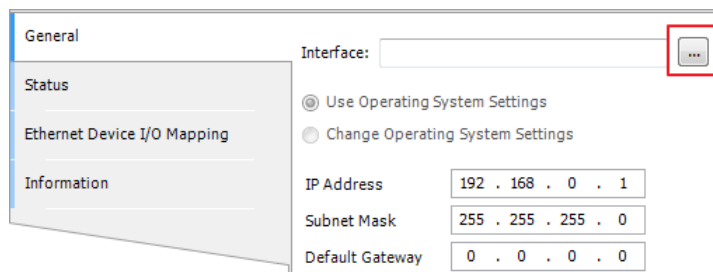 General
Status
Ethernet Device I/O Mapping
Information
Interface:
...
Use Operating System Settings
Change Operating System Settings
IP Address 192 . 168 . 0 . 1
Subnet Mask 255 . 255 . 255 . 0
Default Gateway 0 . 0 . 0 . 0